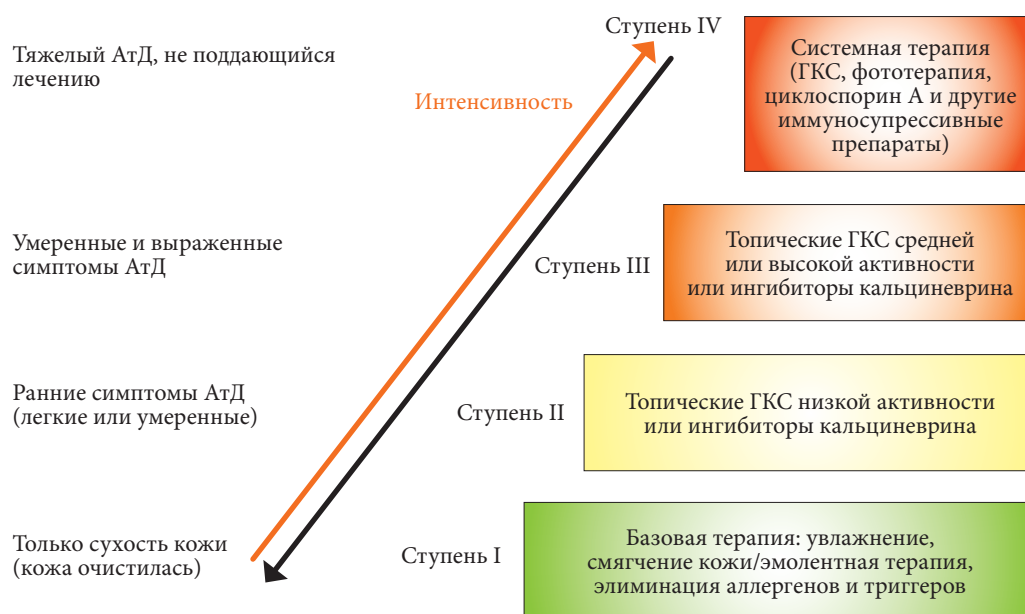 Тяжелый АтД, не поддающийся
лечению
Интенсивность
Ступень IV
Системная терапия
(ГКС, фототерапия,
циклоспорин А и другие
иммуносупрессивные
препараты)
Умеренные и выраженные
симптомы АтД
Ступень III
Топические ГКС средней
или высокой активности
или ингибиторы кальциневрина
Ранние симптомы АтД
(легкие или умеренные)
Ступень II
Топические ГКС низкой активности
или ингибиторы кальциневрина
Только сухость кожи
(кожа очистилась)
Ступень I
Базовая терапия: увлажнение,
смягчение кожи/эмолентная терапия,
элиминация аллергенов и триггеров